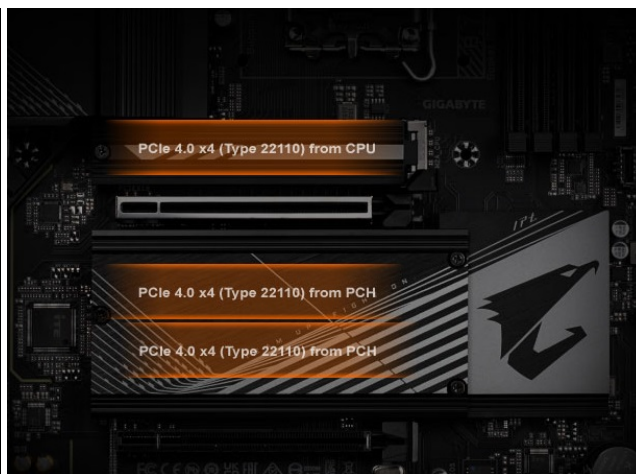 GIGABYTE
PCIe 4.0 x4 (Type 22110) from CPU
PCIe 4.0 x4 (Type 22110) from PCH
PCIe 4.0 x4 (Type 22110) from PCH